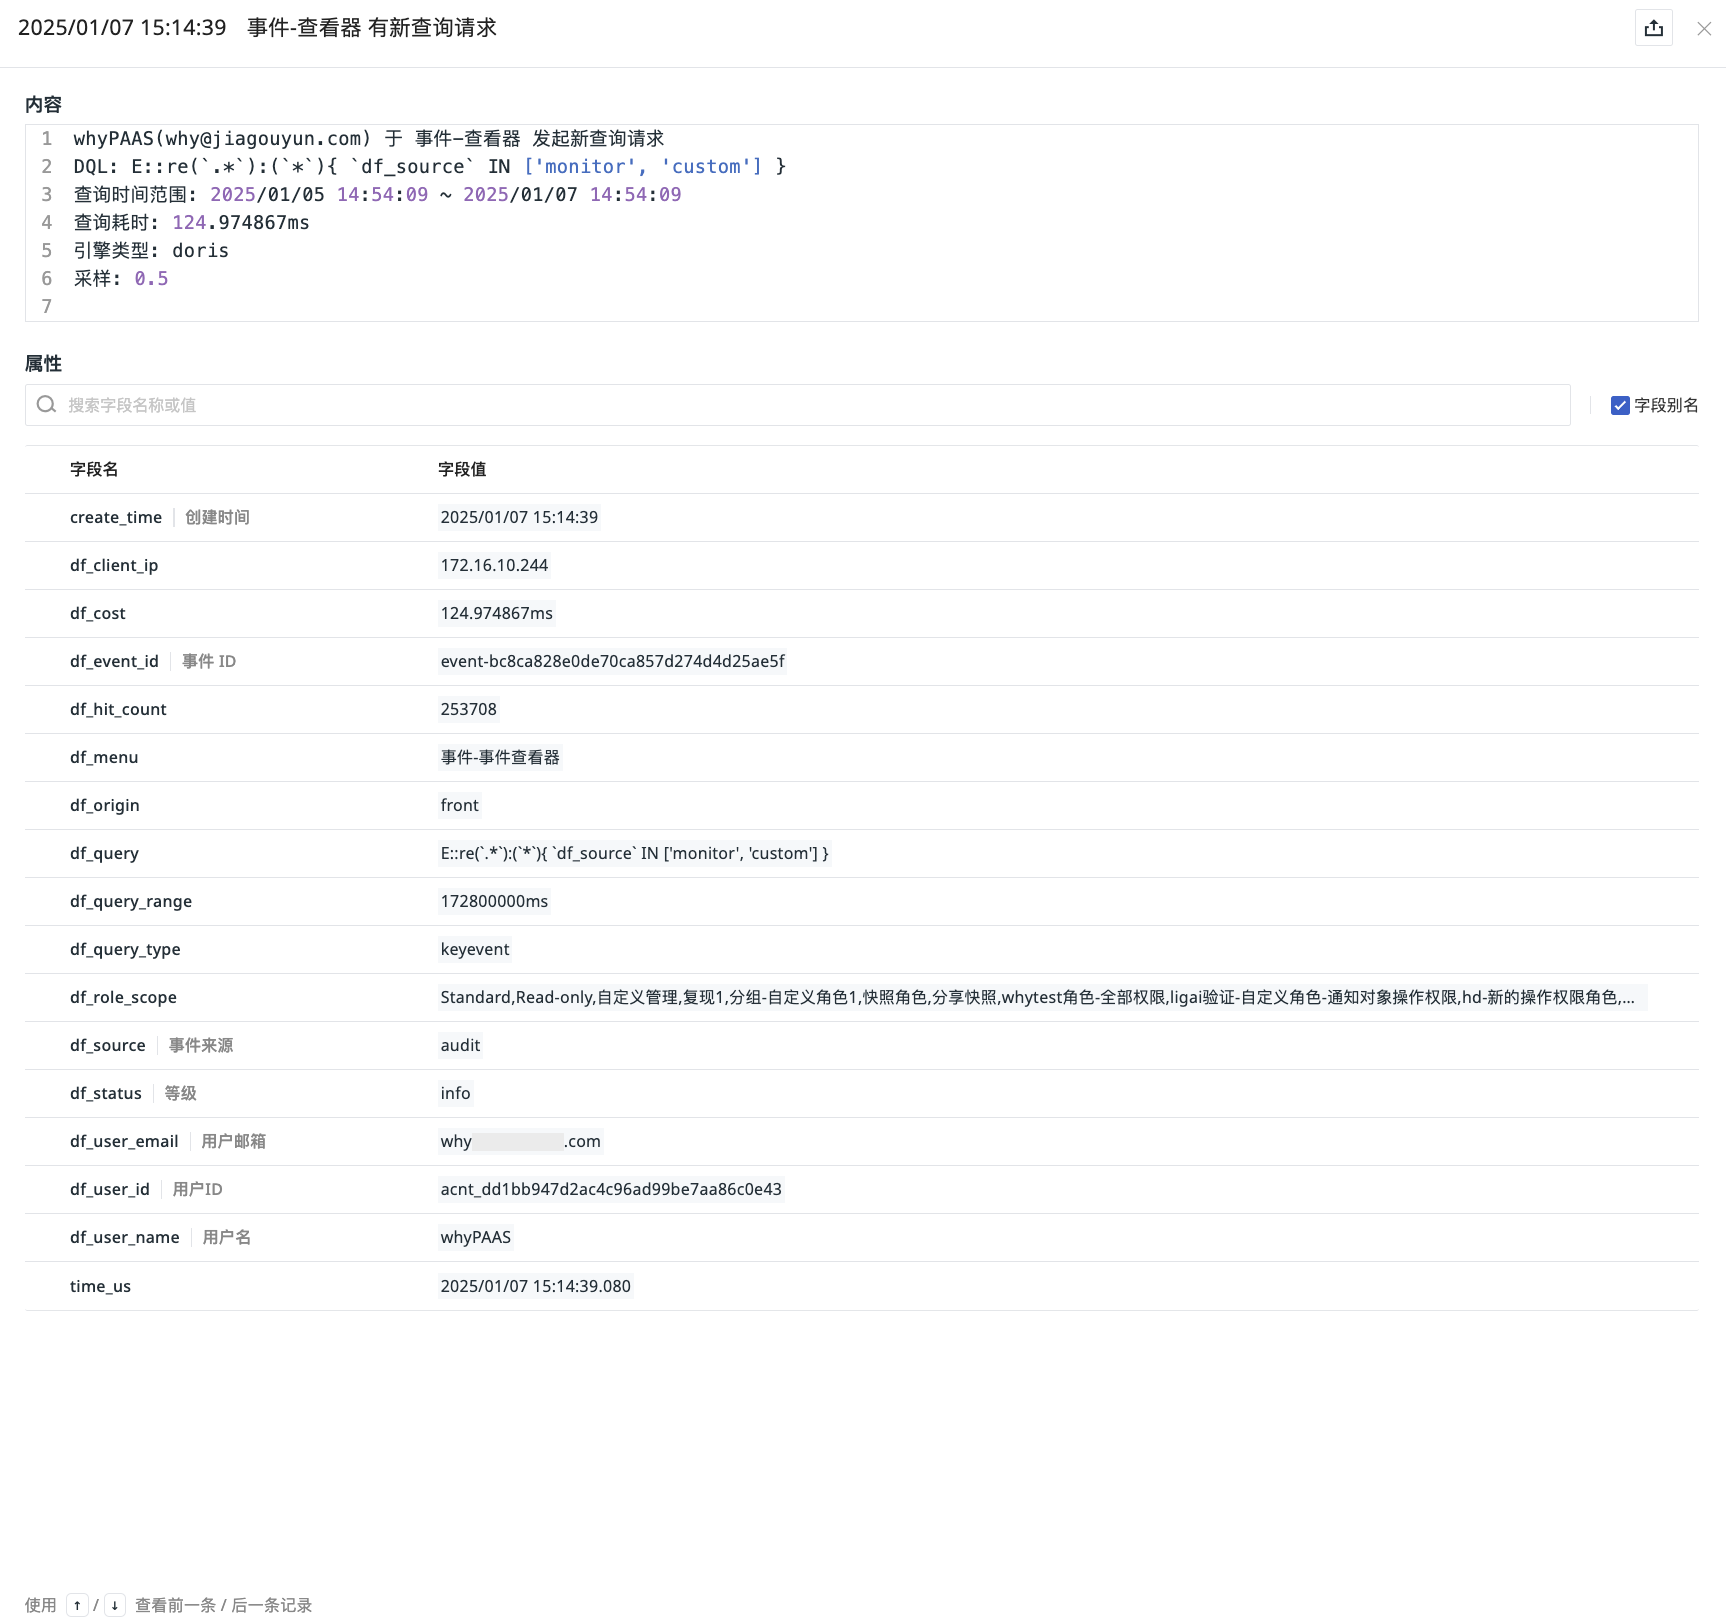 2025/01/07 15:14:39 事件-查看器 有新查询请求
内容
1 whyPAAS(why@jiagouyun.com) 于 事件-查看器 发起新查询请求
2 DQL: E::re(`.*`):(`*`){ `df_source` IN ['monitor', 'custom'] }
3 查询时间范围: 2025/01/05 14:54:09 ~ 2025/01/07 14:54:09
4 查询耗时: 124.974867ms
5 引擎类型: doris
6 采样: 0.5
7
属性
搜索字段名称或值 字段别名
字段名 字段值
create_time 创建时间 2025/01/07 15:14:39
df_client_ip 172.16.10.244
df_cost 124.974867ms
df_event_id 事件 ID event-bc8ca828e0de70ca857d274d4d25ae5f
df_hit_count 253708
df_menu 事件-事件查看器
df_origin front
df_query E::re(`.*`):(`*`){ `df_source` IN ['monitor', 'custom'] }
df_query_range 172800000ms
df_query_type keyevent
df_role_scope Standard,Read-only,自定义管理,复现1,分组-自定义角色1,快照角色,分享快照,whytest角色-全部权限,ligai验证-自定义角色-通知对象操作权限,hd-新的操作权限角色,...
df_source 事件来源 audit
df_status 等级 info
df_user_email 用户邮箱 why .com
df_user_id 用户ID acnt_dd1bb947d2ac4c96ad99be7aa86c0e43
df_user_name 用户名 whyPAAS
time_us 2025/01/07 15:14:39.080
使用 ↑ / ↓ 查看前一条 / 后一条记录